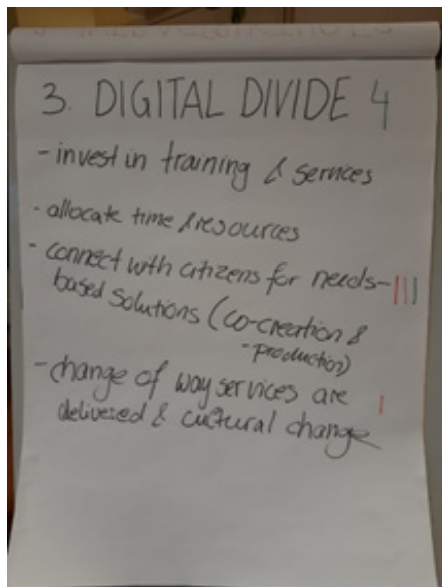 3. DIGITAL DIVIDE 4
- invest in training & services
- allocate time & resources
- connect with citizens for needs-
based solutions (co-creation &
-production)
- change of way services are
delivered & cultural change